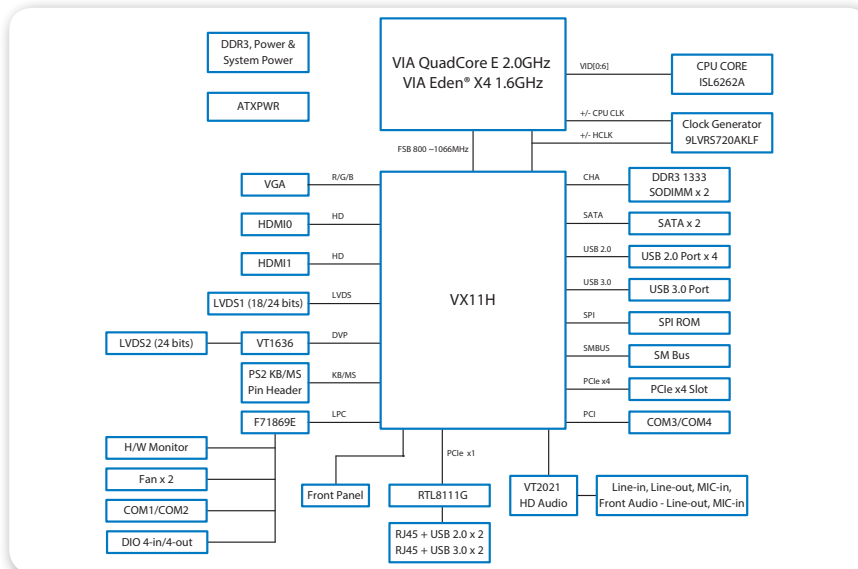 DDR3, Power &
System Power
ATXPWR
VIA QuadCore E 2.0GHz
VIA Eden® X4 1.6GHz
VID[0:6]
CPU CORE
ISL6262A
+/- CPU CLK
+/- HCLK
Clock Generator
9LVRS720AKLF
FSB 800 ~1066MHz
VGA
R/G/B
HDMI0
HD
HDMI1
HD
LVDS1 (18/24 bits)
LVDS
LVDS2 (24 bits)
VT1636
DVP
PS2 KB/MS
Pin Header
KB/MS
F71869E
LPC
VX11H
CHA
DDR3 1333
SODIMM x 2
SATA
SATA x 2
USB 2.0
USB 2.0 Port x 4
USB 3.0
USB 3.0 Port
SPI
SPI ROM
SMBUS
SM Bus
PCIe x4
PCIe x4 Slot
PCI
COM3/COM4
H/W Monitor
Fan x 2
COM1/COM2
DIO 4-in/4-out
Front Panel
PCIe x1
RTL8111G
RJ45 + USB 2.0 x 2
RJ45 + USB 3.0 x 2
VT2021
HD Audio
Line-in, Line-out, MIC-in,
Front Audio - Line-out, MIC-in